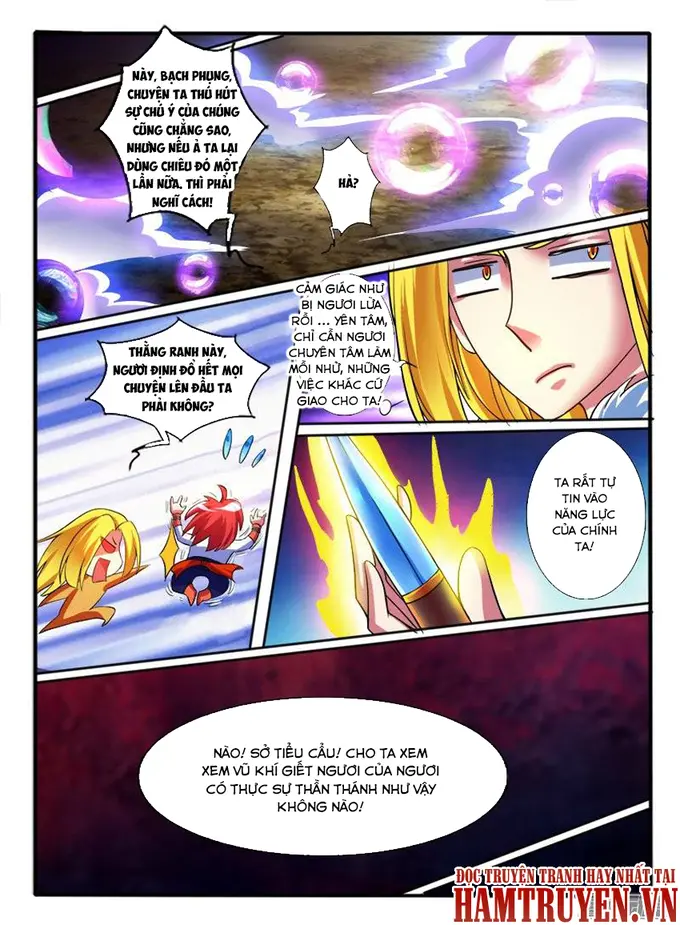 NÀY, BẠCH PHỤNG,
CHUYỆN TA THÚ HÚT
SỰ CHÚ Ý CỦA CHÚNG
CŨNG CHẲNG SAO,
NHƯNG NẾU Ả TA LẠI
DÙNG CHIÊU ĐÓ MỘT
LẦN NỮA. THÌ PHẢI
NGHĨ CÁCH!
HẢ?
CẢM GIÁC NHƯ
BỊ NGƯƠI LỪA
RỒI ... YÊN TÂM,
CHỈ CẦN NGƯƠI
CHUYÊN TÂM LÀM
MỒI NHỬ, NHỮNG
VIỆC KHÁC CỨ
GIAO CHO TA!
THẰNG RANH NÀY,
NGƯƠI ĐỊNH ĐỔ HẾT MỌI
CHUYỆN LÊN ĐẦU TA
PHẢI KHÔNG?
TA RẤT TỰ
TIN VÀO
NĂNG LỰC
CỦA CHÍNH
TA!
NÀO! SỞ TIỂU CẨU! CHO TA XEM
XEM VŨ KHÍ GIẾT NGƯƠI CỦA NGƯƠI
CÓ THỰC SỰ THẦN THÁNH NHƯ VẬY
KHÔNG NÀO!
ĐỌC TRUYỆN TRANH HAY NHẤT TẠI
HAMTRUYEN.VN